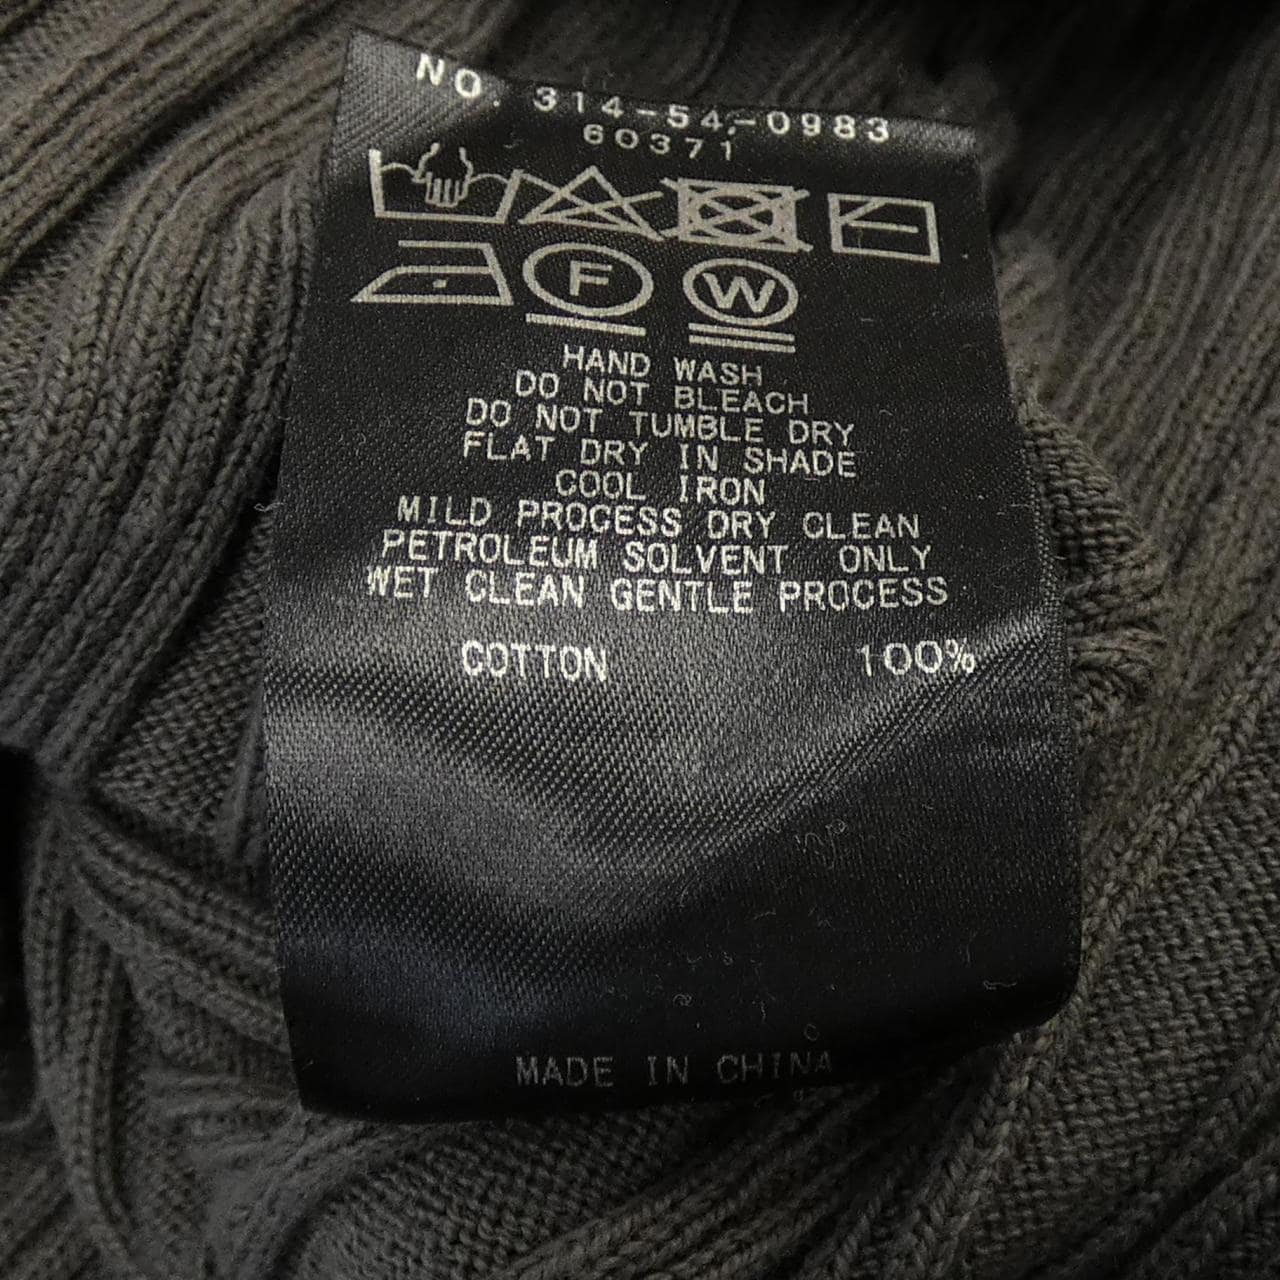 NO. 314-54-0983
60371
F W
HAND WASH
DO NOT BLEACH
DO NOT TUMBLE DRY
FLAT DRY IN SHADE
COOL IRON
MILD PROCESS DRY CLEAN
PETROLEUM SOLVENT ONLY
WET CLEAN GENTLE PROCESS
COTTON 100%
MADE IN CHINA